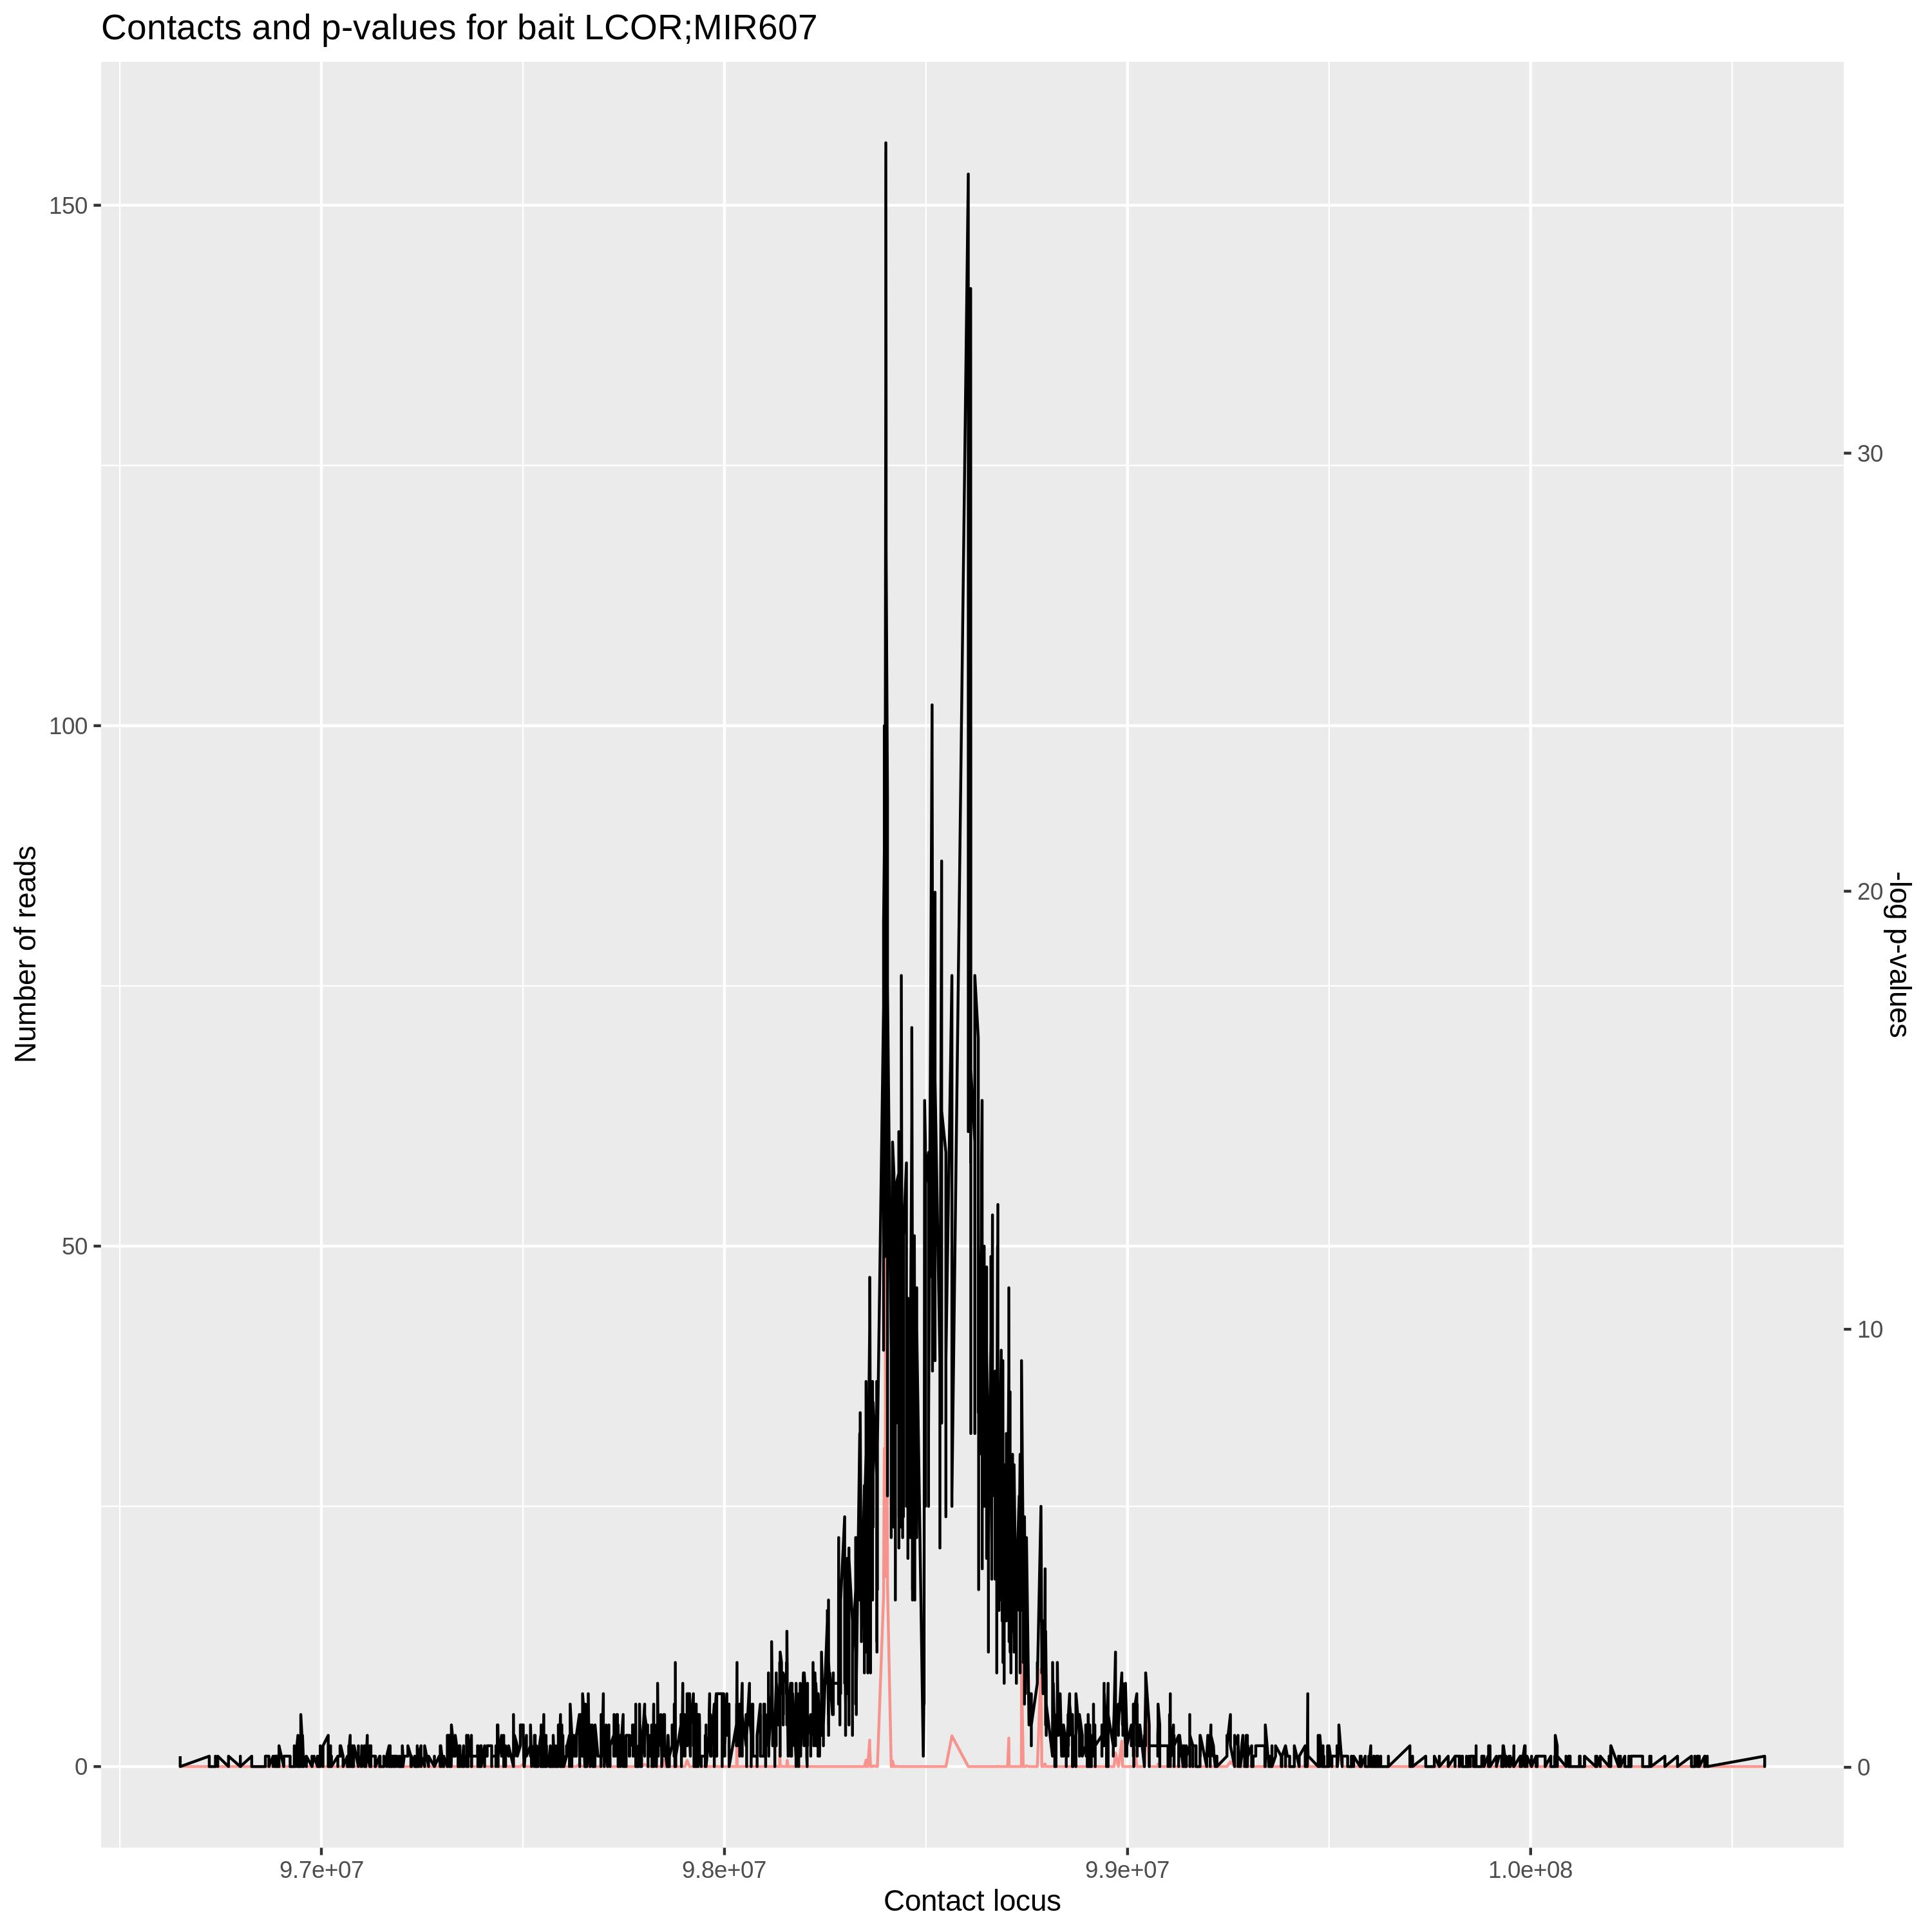 Contacts and p-values for bait LCOR;MIR607
150
100
50
0
Number of reads
30
20
10
0
-log p-values
9.7e+07
9.8e+07
9.9e+07
1.0e+08
Contact locus